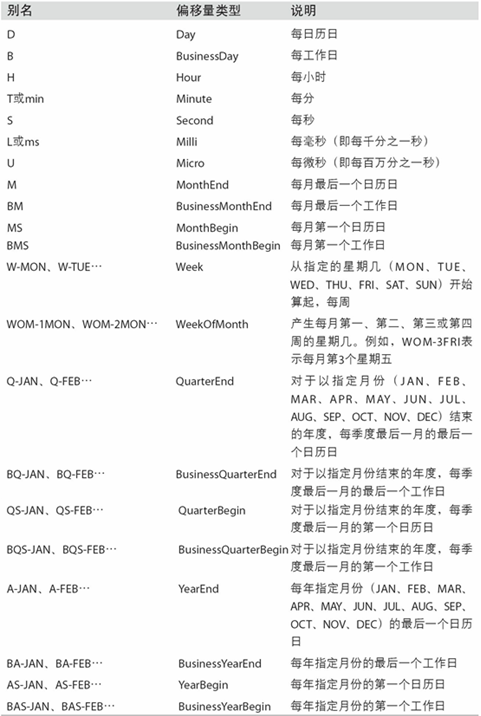 别名 偏移量类型 说明
D Day 每日历日
B BusinessDay 每工作日
H Hour 每小时
T或min Minute 每分
S Second 每秒
L或ms Milli 每毫秒（即每千分之一秒）
U Micro 每微秒（即每百万分之一秒）
M MonthEnd 每月最后一个日历日
BM BusinessMonthEnd 每月最后一个工作日
MS MonthBegin 每月第一个日历日
BMS BusinessMonthBegin 每月第一个工作日
W-MON、W-TUE… Week 从指定的星期几（MON、TUE、
WED、THU、FRI、SAT、SUN）开始
算起，每周
WOM-1MON、WOM-2MON… WeekOfMonth 产生每月第一、第二、第三或第四
周的星期几。例如，WOM-3FRI表
示每月第3个星期五
Q-JAN、Q-FEB… QuarterEnd 对于以指定月份（JAN、FEB、
MAR、APR、MAY、JUN、JUL、
AUG、SEP、OCT、NOV、DEC）结束
的年度，每季度最后一月的最后一
个日历日
BQ-JAN、BQ-FEB… BusinessQuarterEnd 对于以指定月份结束的年度，每季
度最后一月的最后一个工作日
QS-JAN、QS-FEB… QuarterBegin 对于以指定月份结束的年度，每季
度最后一月的第一个日历日
BQS-JAN、BQS-FEB… BusinessQuarterBegin 对于以指定月份结束的年度，每季
度最后一月的第一个工作日
A-JAN、A-FEB… YearEnd 每年指定月份（JAN、FEB、MAR、
APR、MAY、JUN、JUL、AUG、SEP、
OCT、NOV、DEC）的最后一个日历
日
BA-JAN、BA-FEB… BusinessYearEnd 每年指定月份的最后一个工作日
AS-JAN、AS-FEB… YearBegin 每年指定月份的第一个日历日
BAS-JAN、BAS-FEB… BusinessYearBegin 每年指定月份的第一个工作日